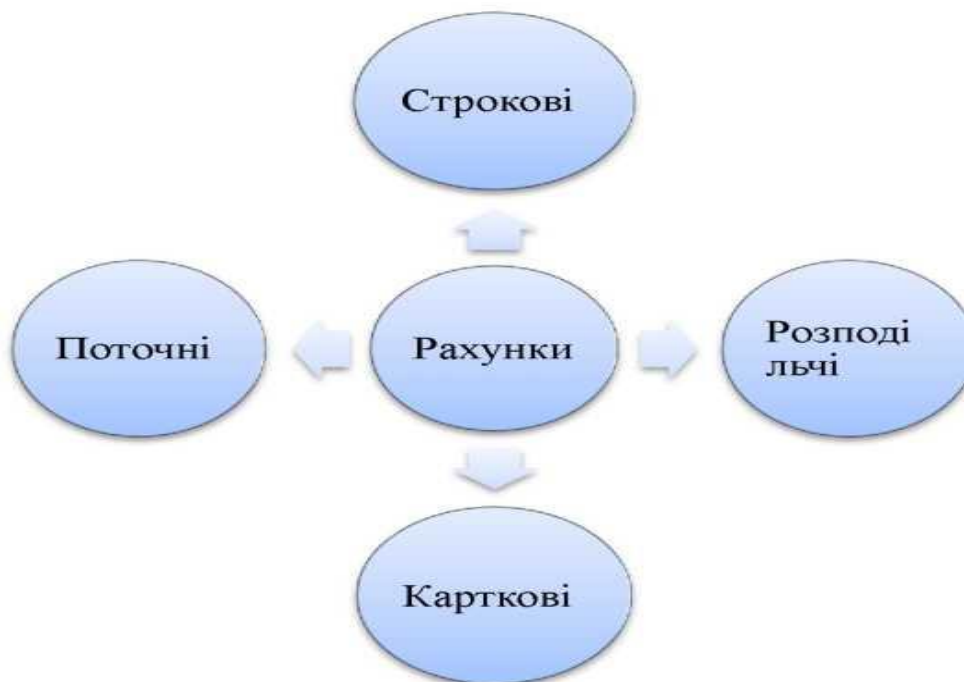 Строкові
Поточні
Рахунки
Розподі
льчі
Карткові